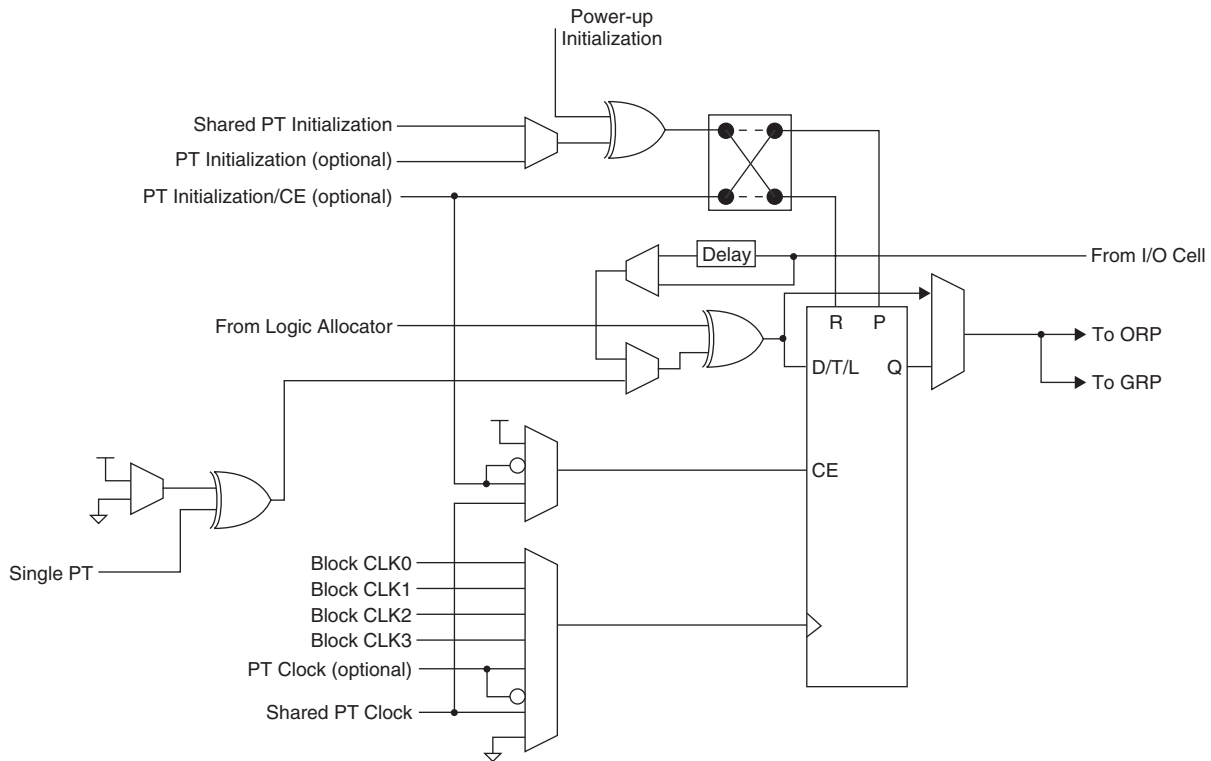 Power-up
Initialization
Shared PT Initialization
PT Initialization (optional)
PT Initialization/CE (optional)
Delay
From I/O Cell
From Logic Allocator
R P
To ORP
D/T/L Q
To GRP
CE
Single PT
Block CLK0
Block CLK1
Block CLK2
Block CLK3
PT Clock (optional)
Shared PT Clock